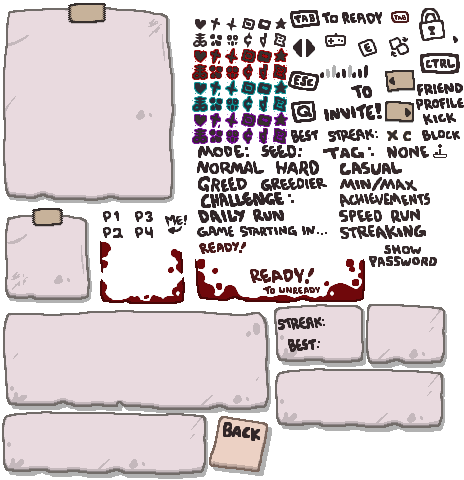 TAB TO READY TAB
E
CTRL
ESC
TO
INVITE!
FRIEND
PROFILE
KICK
Q
BEST STREAK: X C BLOCK
MODE: SEED: TAG: NONE
NORMAL HARD CASUAL
GREED GREEDIER MIN/MAX
CHALLENGE: ACHIEVEMENTS
P1 P3 ME! DAILY RUN SPEED RUN
P2 P4 GAME STARTING IN... STREAKING
READY! SHOW
PASSWORD
READY!
TO UNREADY
STREAK:
BEST:
BACK